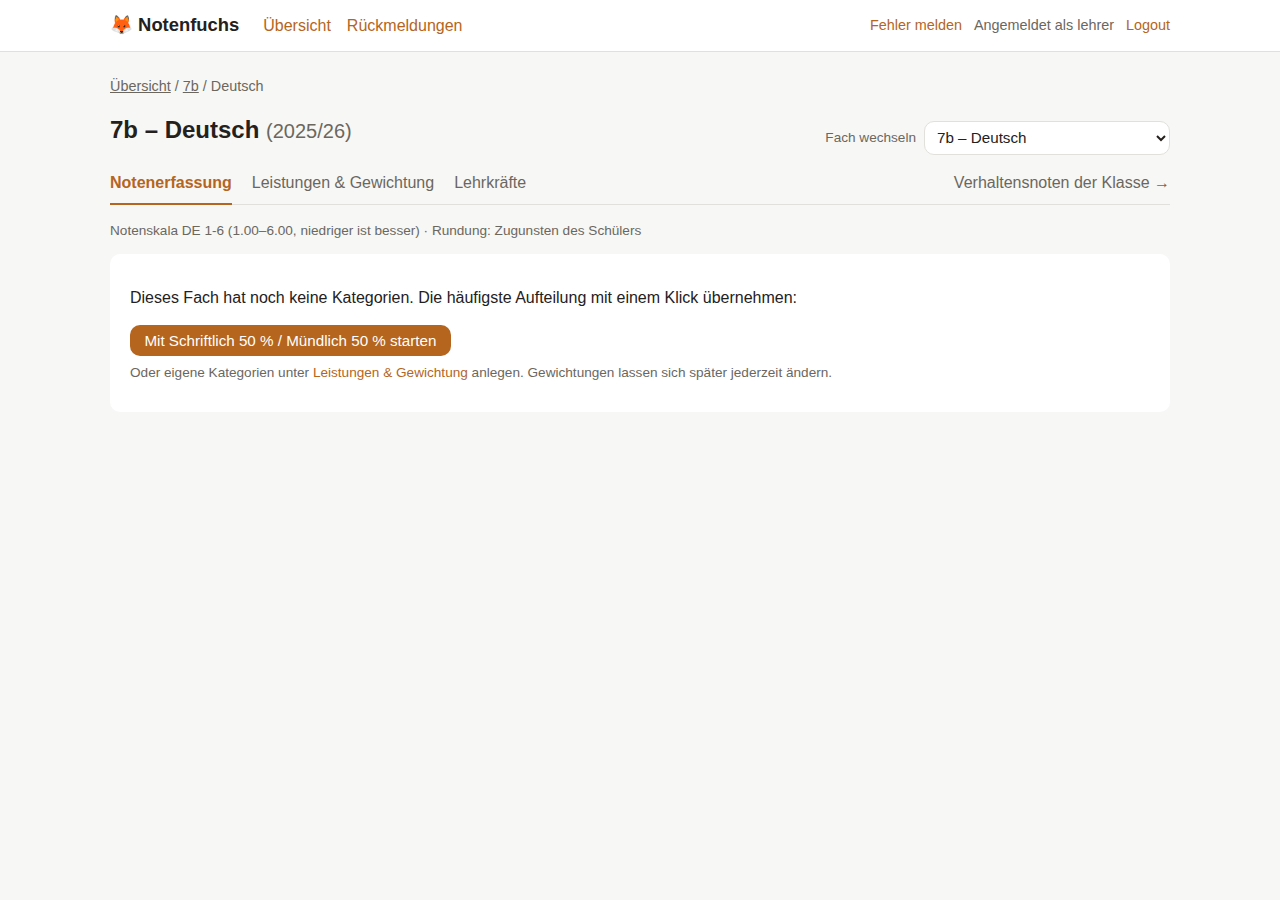 🦊 Notenfuchs Übersicht Rückmeldungen Fehler melden Angemeldet als lehrer Logout
Übersicht / 7b / Deutsch
7b – Deutsch (2025/26) Fach wechseln 7b – Deutsch
Notenerfassung Leistungen & Gewichtung Lehrkräfte Verhaltensnoten der Klasse →
Notenskala DE 1-6 (1.00–6.00, niedriger ist besser) · Rundung: Zugunsten des Schülers
Dieses Fach hat noch keine Kategorien. Die häufigste Aufteilung mit einem Klick übernehmen:
Mit Schriftlich 50 % / Mündlich 50 % starten
Oder eigene Kategorien unter Leistungen & Gewichtung anlegen. Gewichtungen lassen sich später jederzeit ändern.